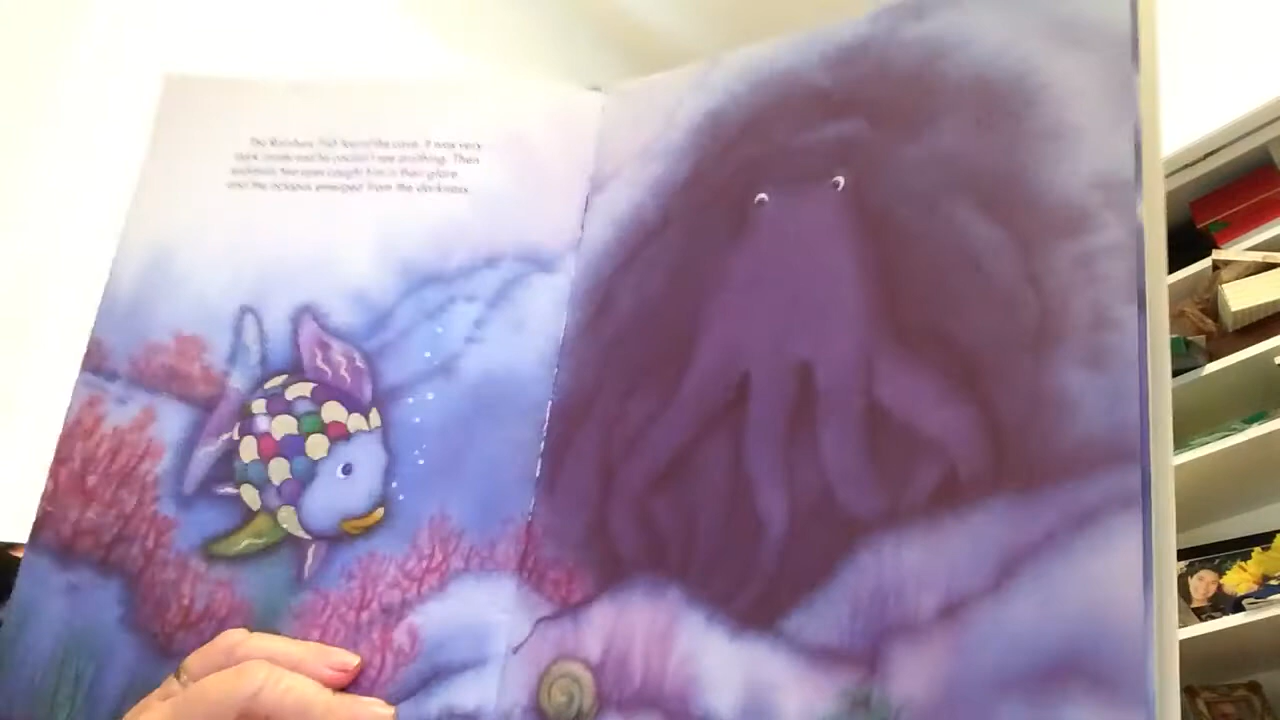 The Rainbow Fish found the cave. It was very
dark inside and he couldn't see anything. Then
suddenly two eyes caught him in their glare
and the octopus emerged from the darkness.